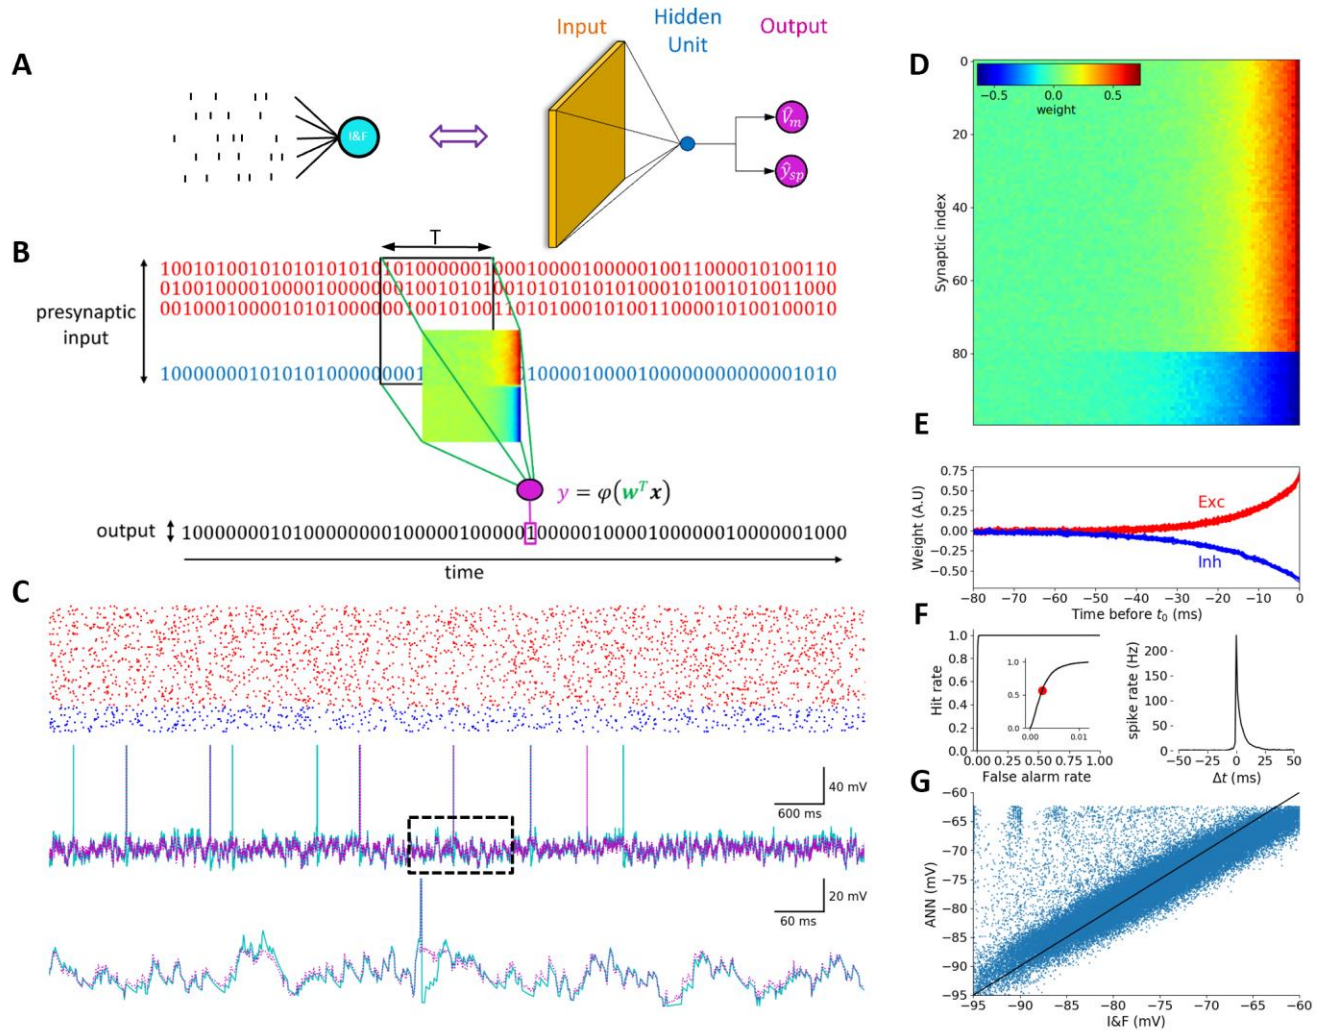 A
I&F
Input
Hidden
Unit
Output
V̂m
ŷsp
B
T
presynaptic
input
y = φ(wᵀx)
output
time
C
40 mV
600 ms
20 mV
60 ms
D
−0.5 0.0 0.5
weight
0
20
40
60
80
Synaptic index
E
0.75
0.50
0.25
0.00
−0.25
−0.50
Weight (A.U)
Exc
Inh
−80 −70 −60 −50 −40 −30 −20 −10 0
Time before t₀ (ms)
F
1.0
0.8
0.6
0.4
0.2
0.0
Hit rate
1.0
0.5
0.0
0.00 0.01
0.00 0.25 0.50 0.75 1.00
False alarm rate
200
150
100
50
0
spike rate (Hz)
−50 −25 0 25 50
Δt (ms)
G
−60
−65
−70
−75
−80
−85
−90
−95
ANN (mV)
−95 −90 −85 −80 −75 −70 −65 −60
I&F (mV)